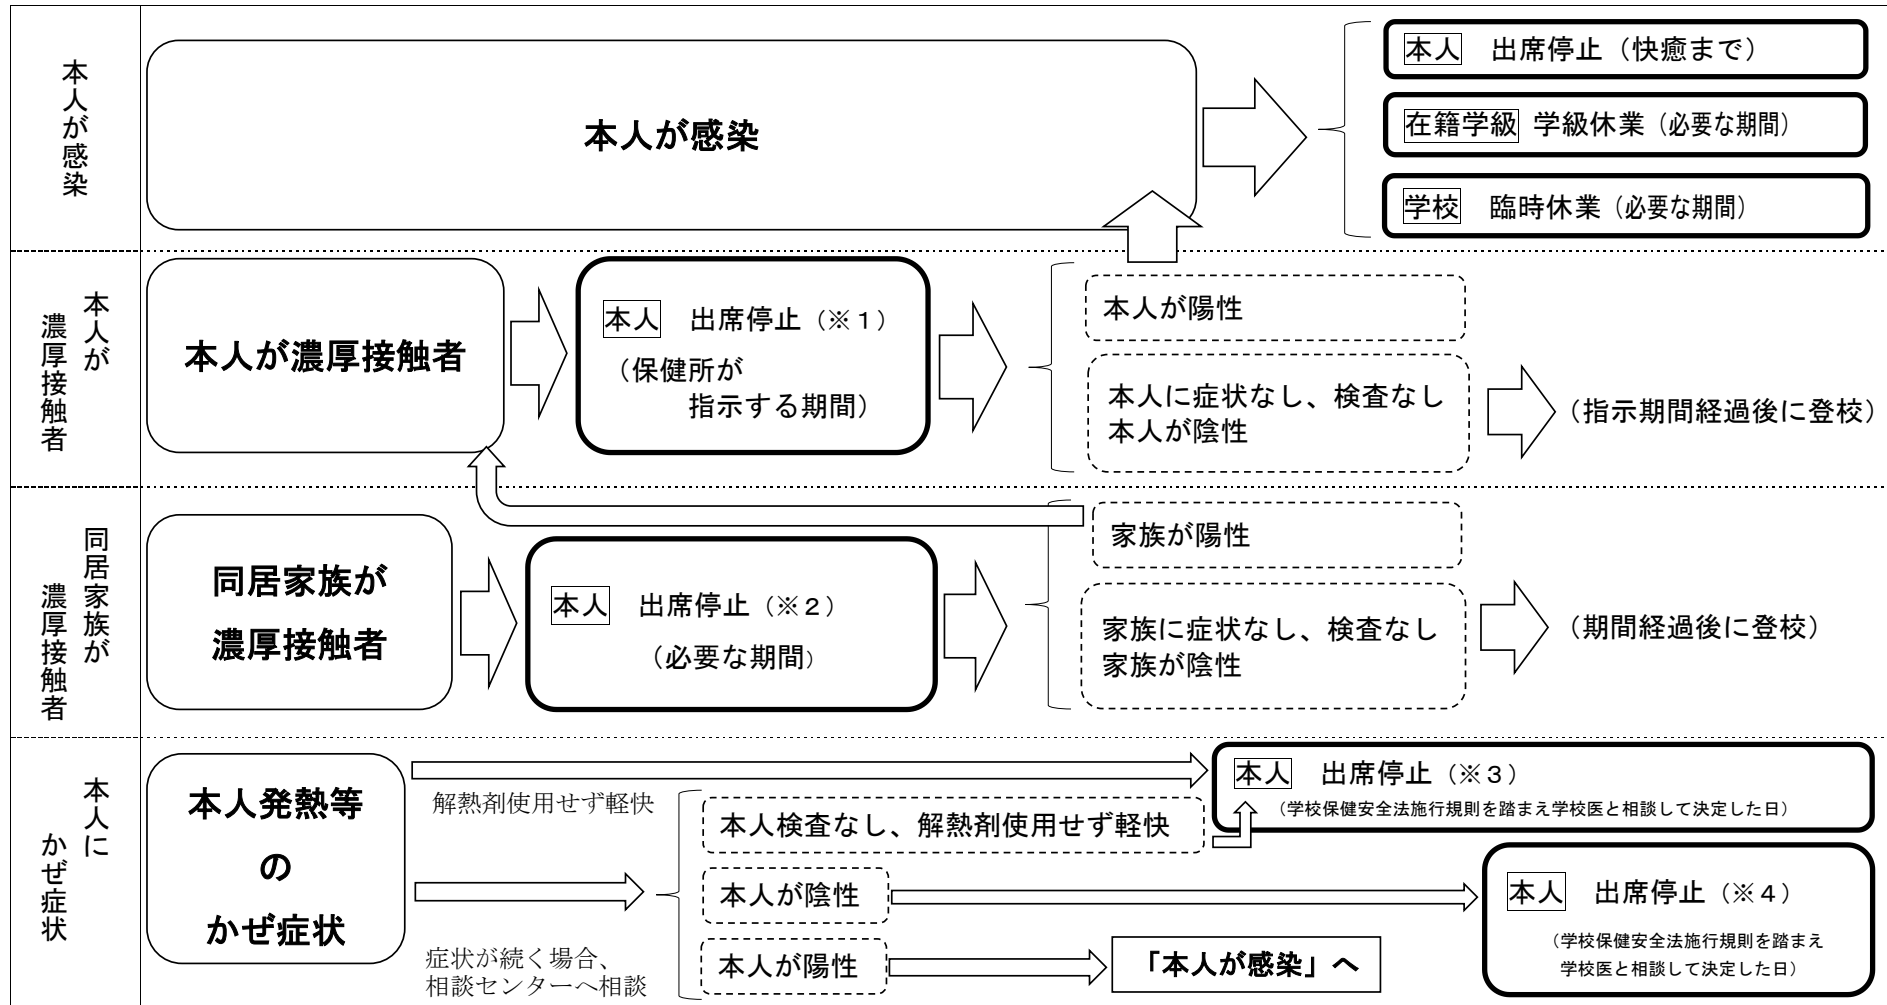 本人が感染
本人が感染
本人　出席停止（快癒まで）
在籍学級 学級休業（必要な期間）
学校　臨時休業（必要な期間）
本人が
濃厚接触者
本人が濃厚接触者
本人　出席停止（※１）
（保健所が
指示する期間）
本人が陽性
本人に症状なし、検査なし
本人が陰性
（指示期間経過後に登校）
同居家族が
濃厚接触者
同居家族が
濃厚接触者
本人　出席停止（※２）
（必要な期間）
家族が陽性
家族に症状なし、検査なし
家族が陰性
（期間経過後に登校）
本人に
かぜ症状
本人発熱等
の
かぜ症状
解熱剤使用せず軽快
症状が続く場合、
相談センターへ相談
本人検査なし、解熱剤使用せず軽快
本人が陰性
本人が陽性
「本人が感染」へ
本人　出席停止（※３）
（学校保健安全法施行規則を踏まえ学校医と相談して決定した日）
本人　出席停止（※４）
（学校保健安全法施行規則を踏まえ
学校医と相談して決定した日）